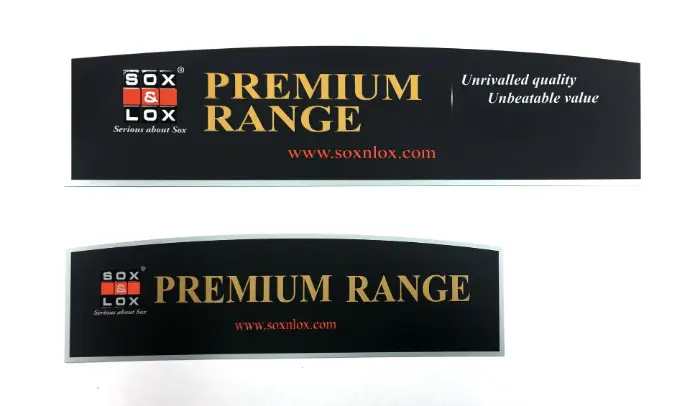 SOX®
&
LOX
Serious about Sox
PREMIUM
RANGE
www.soxnlox.com
Unrivalled quality
Unbeatable value
SOX®
&
LOX
Serious about Sox
PREMIUM RANGE
www.soxnlox.com